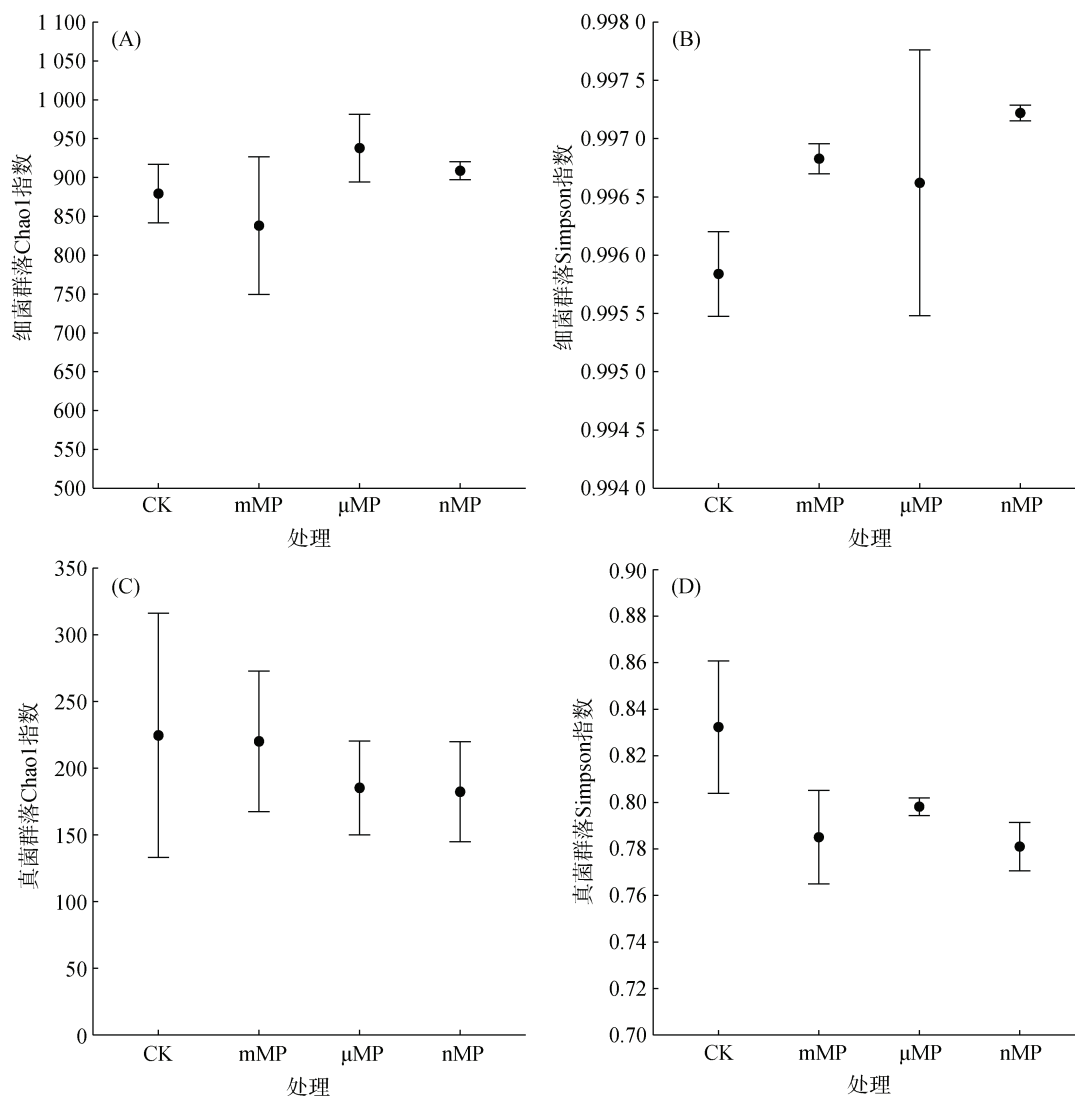 (A)
细菌群落Chao1指数
1 100
1 050
1 000
950
900
850
800
750
700
650
600
550
500
CK mMP μMP nMP
处理
(B)
细菌群落Simpson指数
0.998 0
0.997 5
0.997 0
0.996 5
0.996 0
0.995 5
0.995 0
0.994 5
0.994 0
CK mMP μMP nMP
处理
(C)
真菌群落Chao1指数
350
300
250
200
150
100
50
0
CK mMP μMP nMP
处理
(D)
真菌群落Simpson指数
0.90
0.88
0.86
0.84
0.82
0.80
0.78
0.76
0.74
0.72
0.70
CK mMP μMP nMP
处理